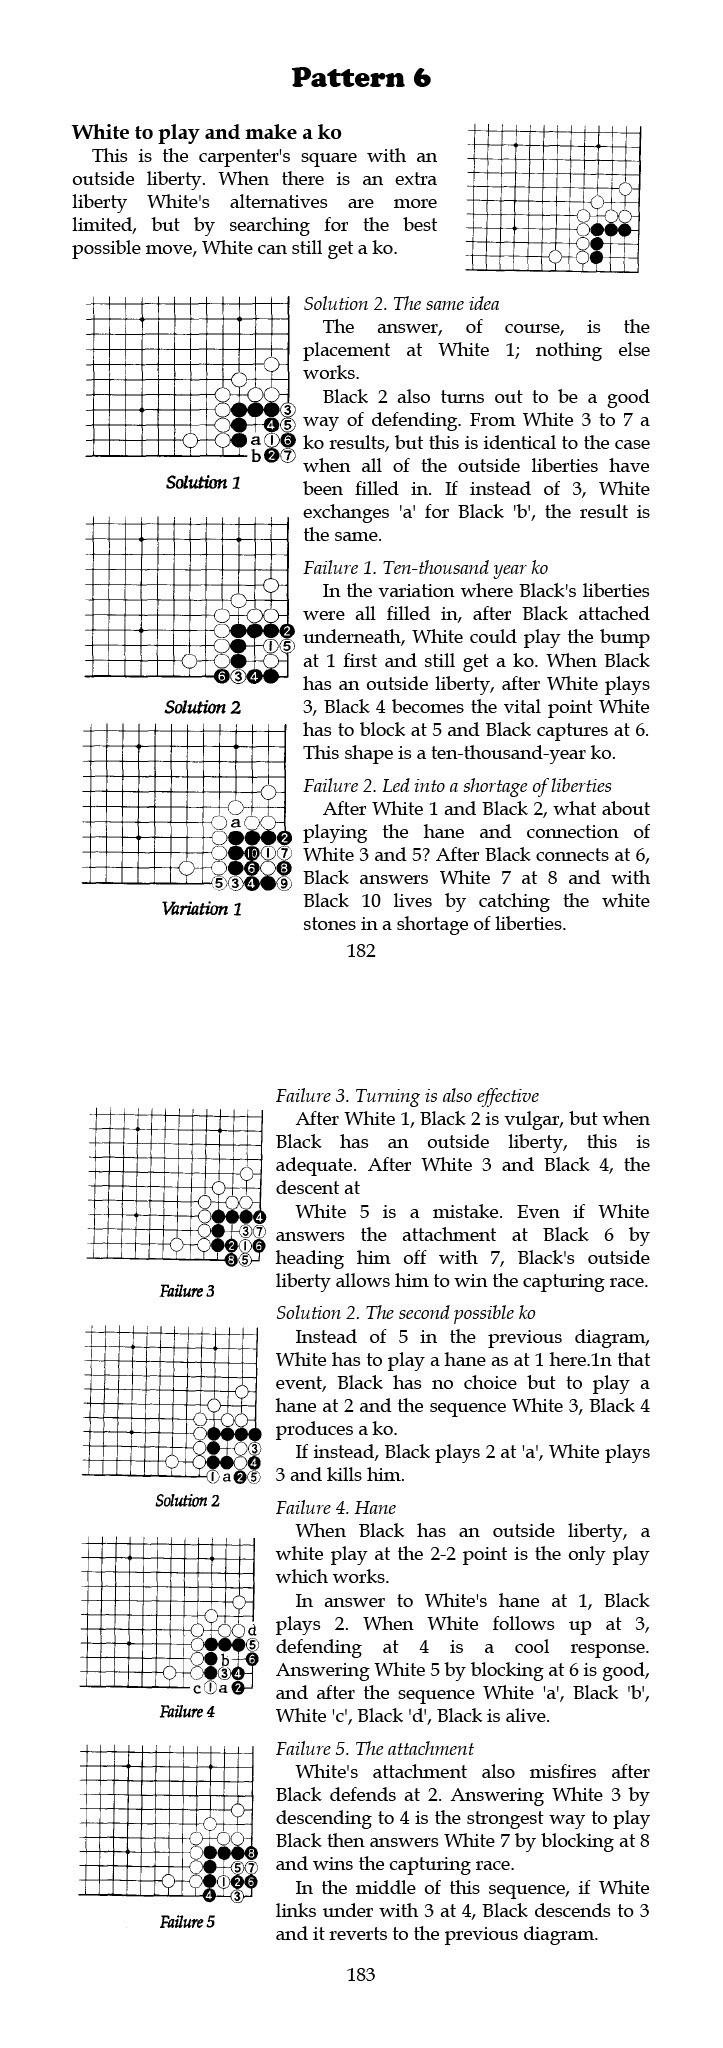 Pattern 6
White to play and make a ko
This is the carpenter's square with an
outside liberty. When there is an extra
liberty White's alternatives are more
limited, but by searching for the best
possible move, White can still get a ko.
3
4 5
a 1 6
b 2 7
Solution 1
Solution 2. The same idea
The answer, of course, is the
placement at White 1; nothing else
works.
Black 2 also turns out to be a good
way of defending. From White 3 to 7 a
ko results, but this is identical to the case
when all of the outside liberties have
been filled in. If instead of 3, White
exchanges 'a' for Black 'b', the result is
the same.
2
1 5
6 3 4
Solution 2
Failure 1. Ten-thousand year ko
In the variation where Black's liberties
were all filled in, after Black attached
underneath, White could play the bump
at 1 first and still get a ko. When Black
has an outside liberty, after White plays
3, Black 4 becomes the vital point White
has to block at 5 and Black captures at 6.
This shape is a ten-thousand-year ko.
a
2
10 1 7
6 8
5 3 4 9
Variation 1
Failure 2. Led into a shortage of liberties
After White 1 and Black 2, what about
playing the hane and connection of
White 3 and 5? After Black connects at 6,
Black answers White 7 at 8 and with
Black 10 lives by catching the white
stones in a shortage of liberties.
182
Failure 3. Turning is also effective
After White 1, Black 2 is vulgar, but when
Black has an outside liberty, this is
adequate. After White 3 and Black 4, the
descent at
White 5 is a mistake. Even if White
answers the attachment at Black 6 by
heading him off with 7, Black's outside
liberty allows him to win the capturing race.
4
3 7
2 1 6
8 5
Failure 3
Solution 2. The second possible ko
Instead of 5 in the previous diagram,
White has to play a hane as at 1 here.1n that
event, Black has no choice but to play a
hane at 2 and the sequence White 3, Black 4
produces a ko.
If instead, Black plays 2 at 'a', White plays
3 and kills him.
3
4
1 a 2 5
Solution 2
Failure 4. Hane
When Black has an outside liberty, a
white play at the 2-2 point is the only play
which works.
In answer to White's hane at 1, Black
plays 2. When White follows up at 3,
defending at 4 is a cool response.
Answering White 5 by blocking at 6 is good,
and after the sequence White 'a', Black 'b',
White 'c', Black 'd', Black is alive.
d
5
b 6
3 4
c 1 a 2
Failure 4
Failure 5. The attachment
White's attachment also misfires after
Black defends at 2. Answering White 3 by
descending to 4 is the strongest way to play
Black then answers White 7 by blocking at 8
and wins the capturing race.
In the middle of this sequence, if White
links under with 3 at 4, Black descends to 3
and it reverts to the previous diagram.
8
5 7
1 2 6
4 3
Failure 5
183